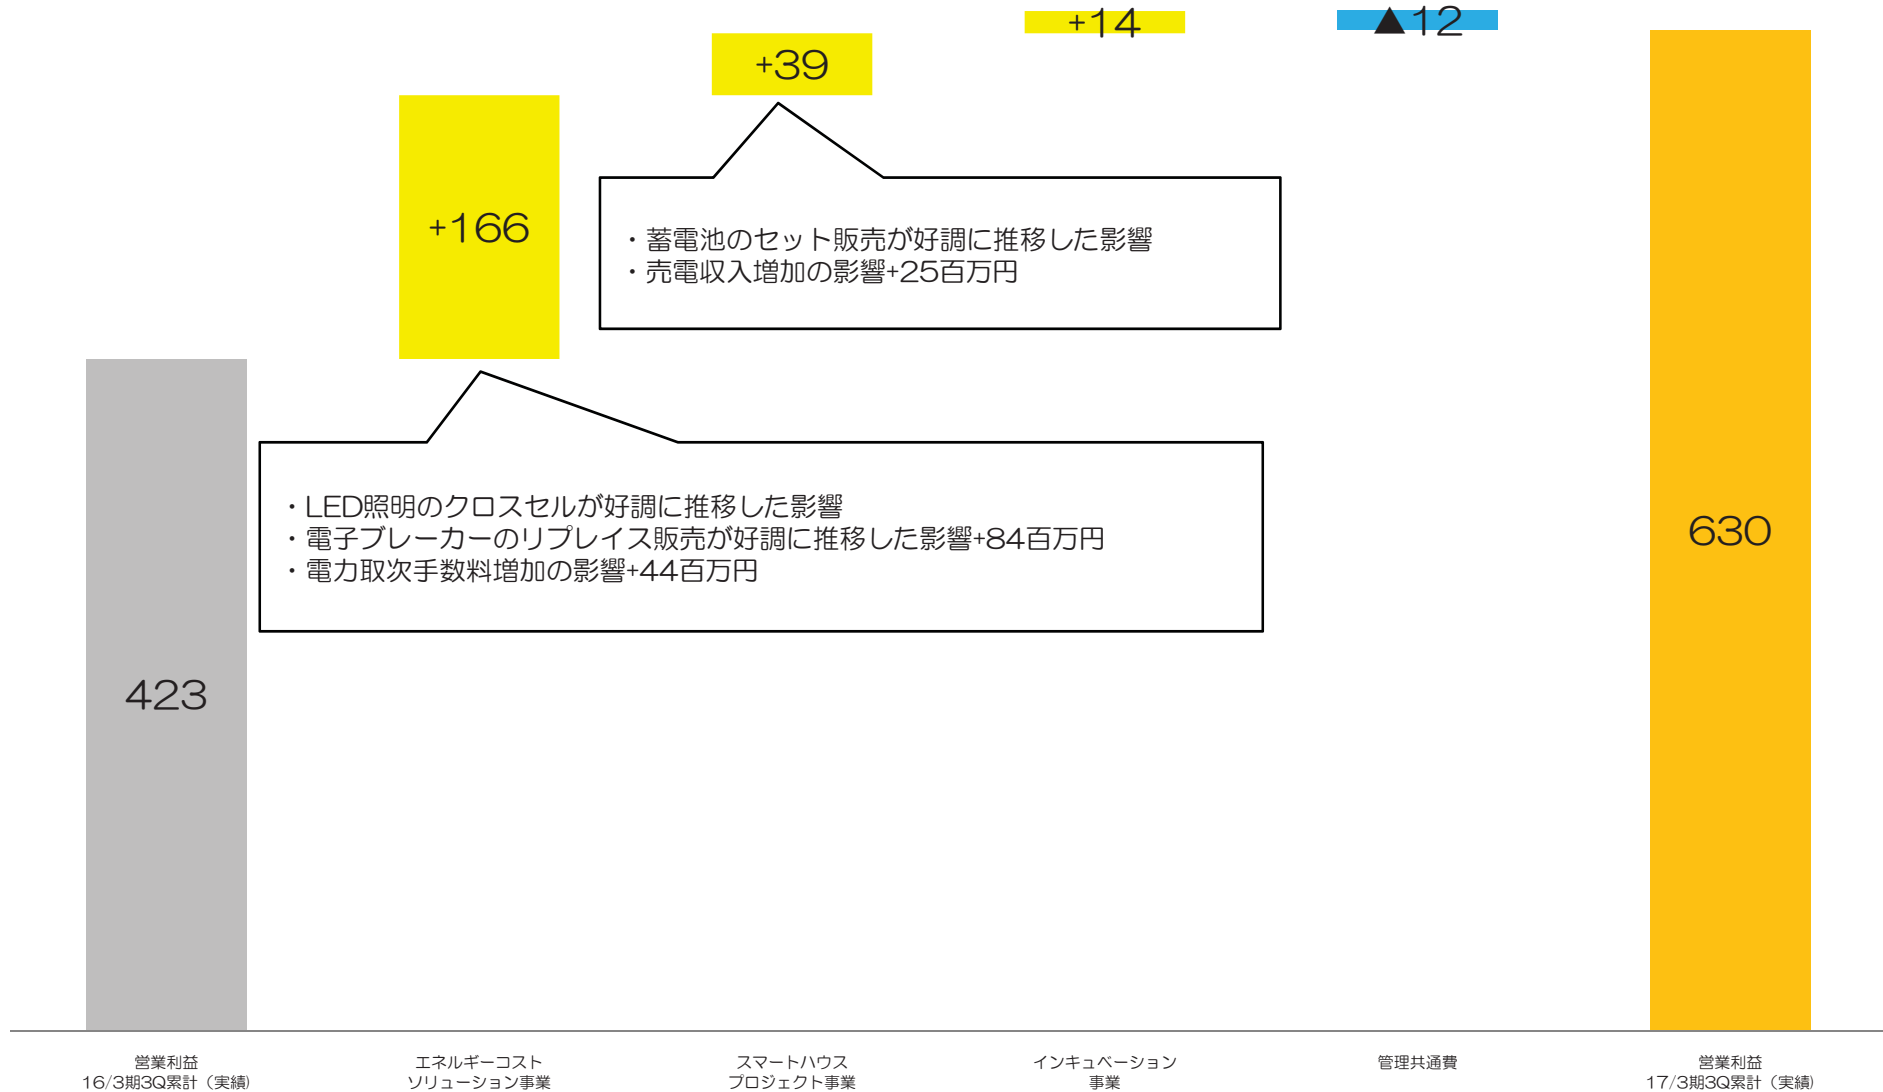 +14
▲12
+39
+166
・蓄電池のセット販売が好調に推移した影響
・売電収入増加の影響+25百万円
・LED照明のクロスセルが好調に推移した影響
・電子ブレーカーのリプレイス販売が好調に推移した影響+84百万円
・電力取次手数料増加の影響+44百万円
630
423
営業利益
16/3期3Q累計（実績)
エネルギーコスト
ソリューション事業
スマートハウス
プロジェクト事業
インキュベーション
事業
管理共通費
営業利益
17/3期3Q累計（実績)